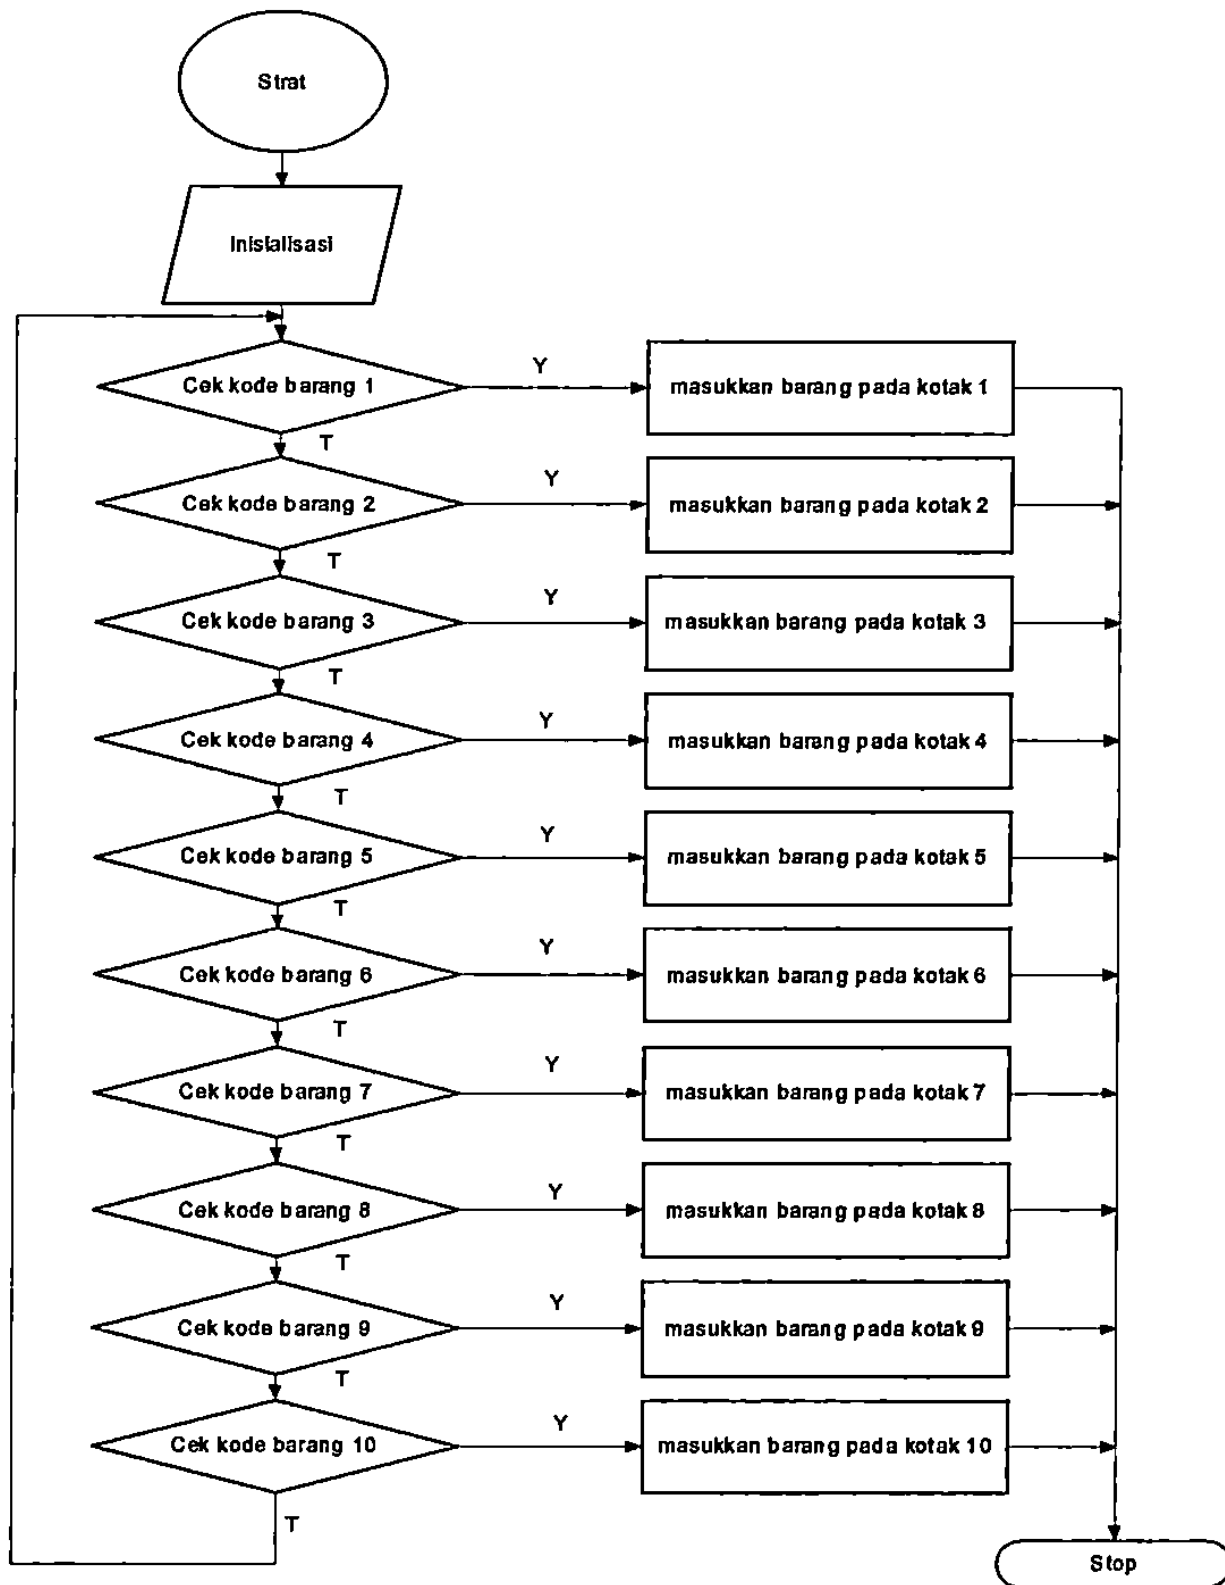 Strat
Inisialisasi
Cek kode barang 1
Y
masukkan barang pada kotak 1
T
Cek kode barang 2
Y
masukkan barang pada kotak 2
T
Cek kode barang 3
Y
masukkan barang pada kotak 3
T
Cek kode barang 4
Y
masukkan barang pada kotak 4
T
Cek kode barang 5
Y
masukkan barang pada kotak 5
T
Cek kode barang 6
Y
masukkan barang pada kotak 6
T
Cek kode barang 7
Y
masukkan barang pada kotak 7
T
Cek kode barang 8
Y
masukkan barang pada kotak 8
T
Cek kode barang 9
Y
masukkan barang pada kotak 9
T
Cek kode barang 10
Y
masukkan barang pada kotak 10
T
Stop